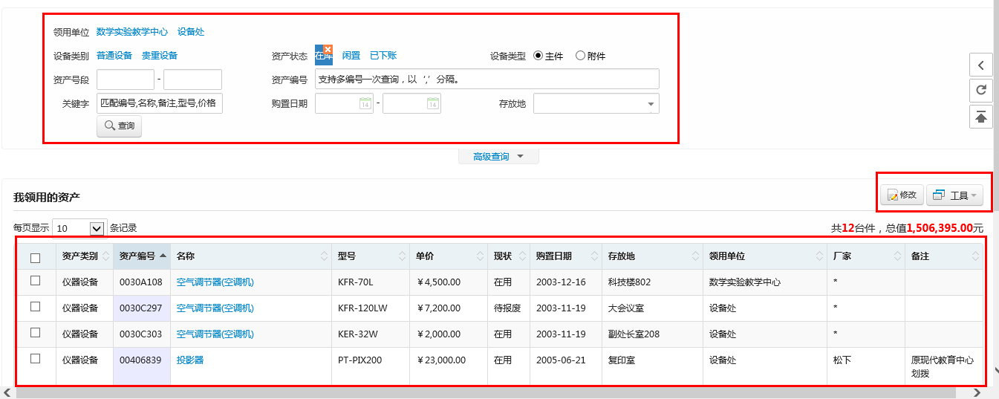 领用单位 数学实验教学中心 设备处
设备类别 普通设备 贵重设备 资产状态 在库 闲置 已下账 设备类型 主件 附件
资产号段 - 资产编号 支持多编号一次查询，以‘,’分隔。
关键字 匹配编号,名称,备注,型号,价格 购置日期 14 - 14 存放地
查询
高级查询
我领用的资产 修改 工具
每页显示 10 条记录 共12台件，总值1,506,395.00元
资产类别 资产编号 名称 型号 单价 现状 购置日期 存放地 领用单位 厂家 备注
仪器设备 0030A108 空气调节器(空调机) KFR-70L ￥4,500.00 在用 2003-12-16 科技楼802 数学实验教学中心 *
仪器设备 0030C297 空气调节器(空调机) KFR-120LW ￥7,200.00 待报废 2003-11-19 大会议室 设备处 *
仪器设备 0030C303 空气调节器(空调机) KER-32W ￥2,000.00 在用 2003-11-19 副处长室208 设备处 *
仪器设备 00406839 投影器 PT-PIX200 ￥23,000.00 在用 2005-06-21 复印室 设备处 松下 原现代教育中心
划拨